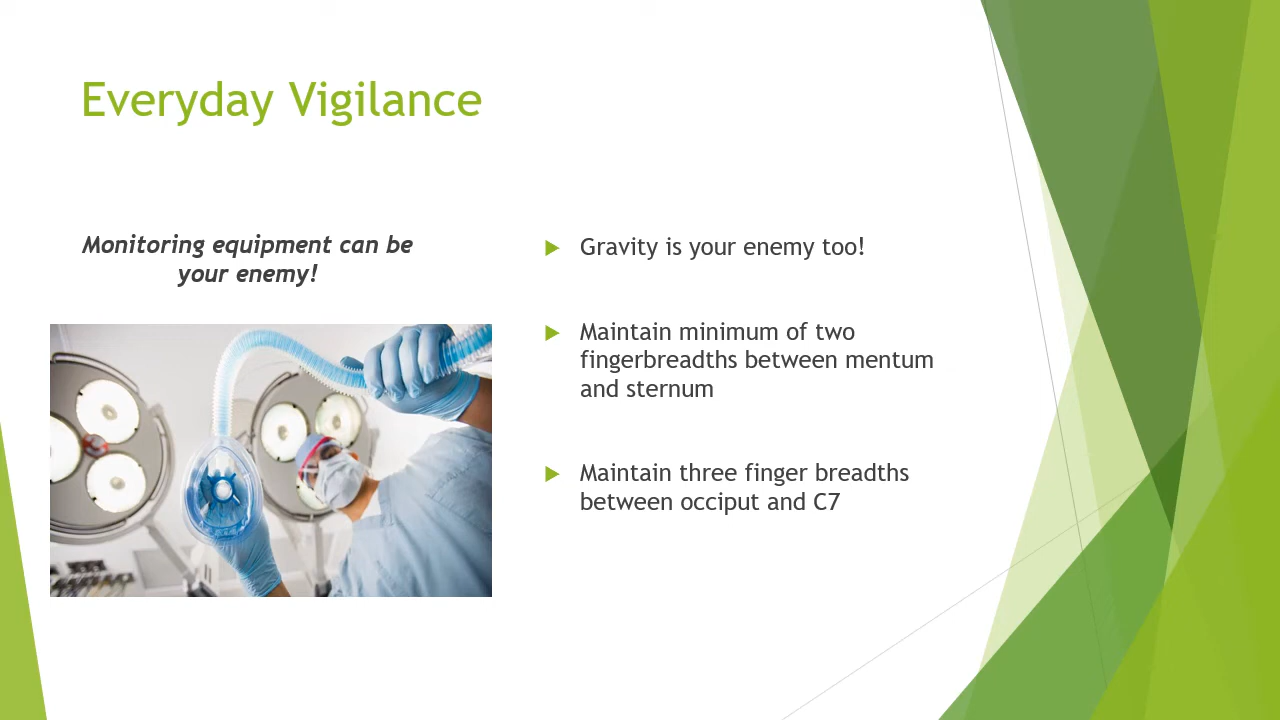 Everyday Vigilance
Monitoring equipment can be
your enemy!
Gravity is your enemy too!
Maintain minimum of two
fingerbreadths between mentum
and sternum
Maintain three finger breadths
between occiput and C7